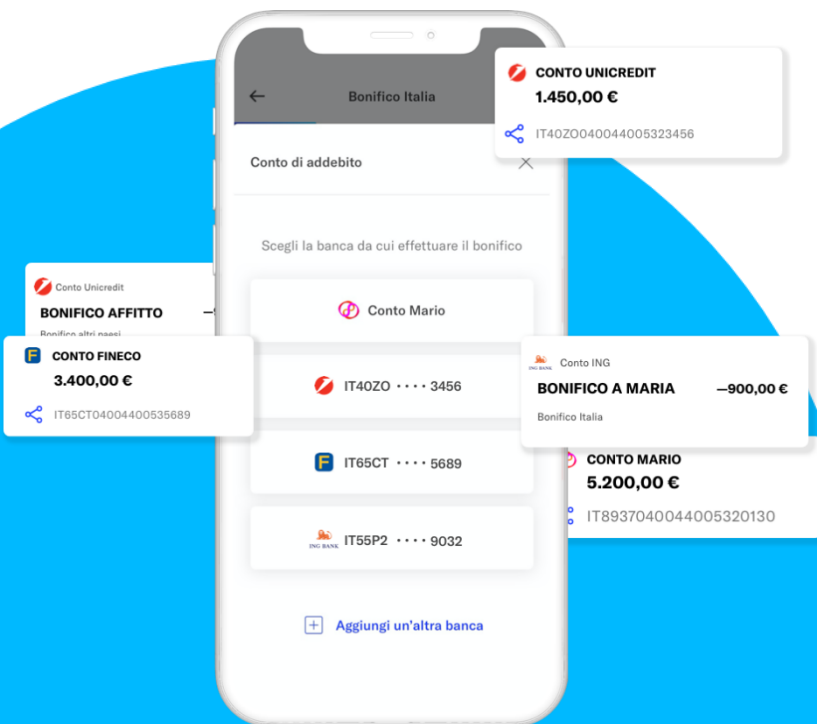 Bonifico Italia
CONTO UNICREDIT
1.450,00 €
IT40ZO040044005323456
Conto di addebito
Scegli la banca da cui effettuare il bonifico
Conto Unicredit
BONIFICO AFFITTO
Bonifico altri paesi
CONTO FINECO
3.400,00 €
IT65CT04004400535689
Conto Mario
IT40ZO •••• 3456
F IT65CT •••• 5689
ING BANK IT55P2 •••• 9032
Aggiungi un'altra banca
ING BANK Conto ING
BONIFICO A MARIA –900,00 €
Bonifico Italia
CONTO MARIO
5.200,00 €
IT8937040044005320130